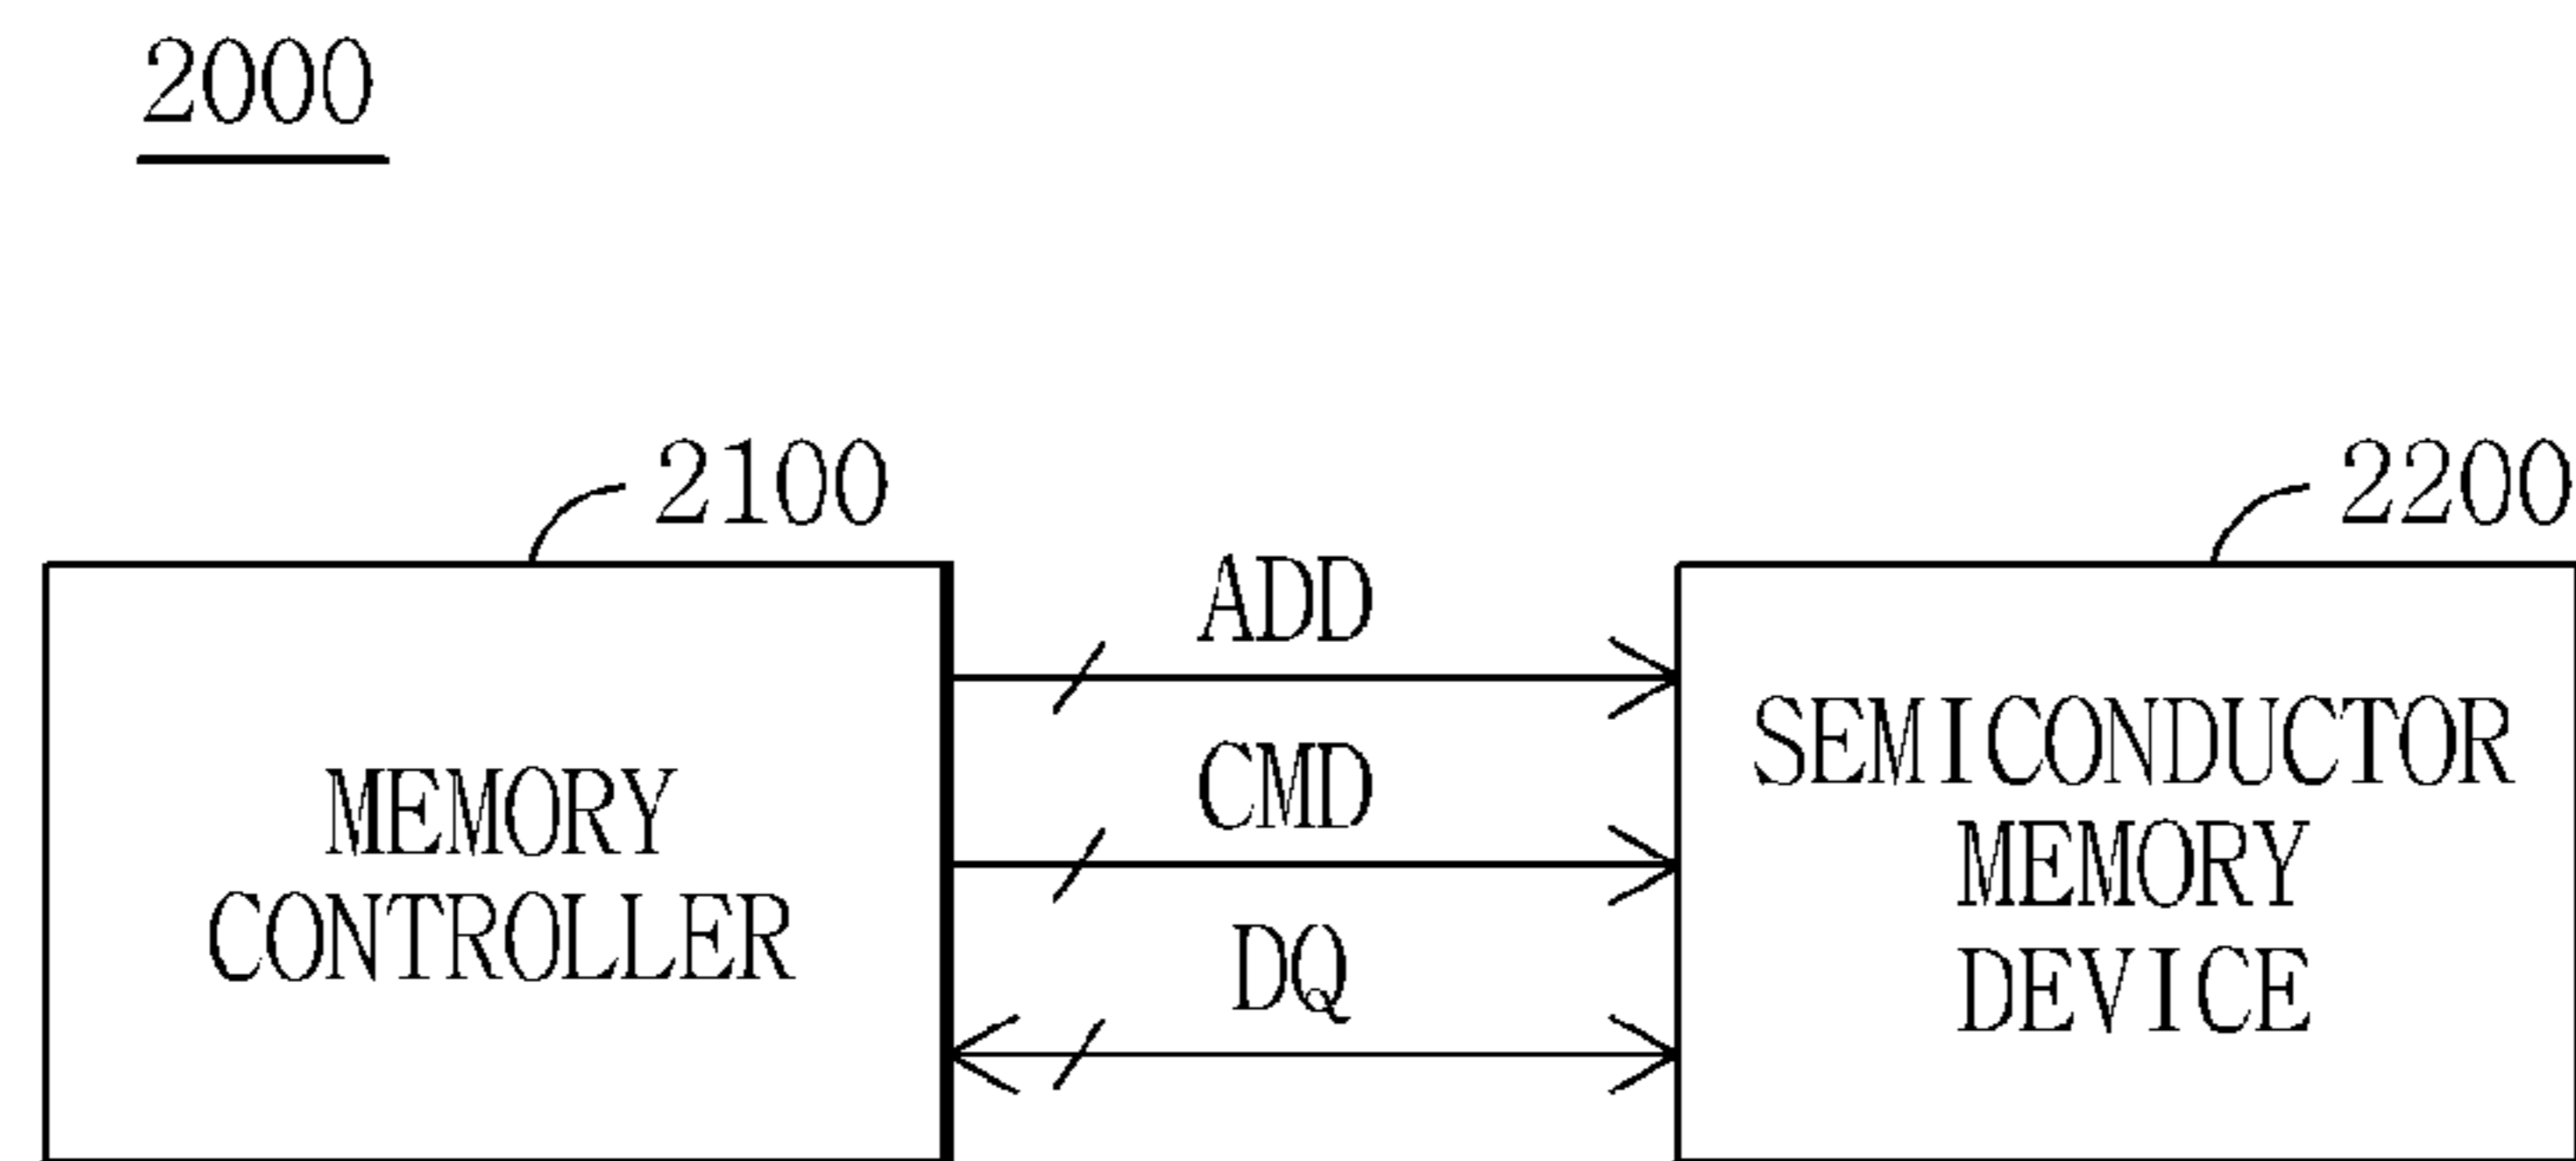 2000
2100
2200
ADD
CMD
DQ
MEMORY
CONTROLLER
SEMICONDUCTOR
MEMORY
DEVICE